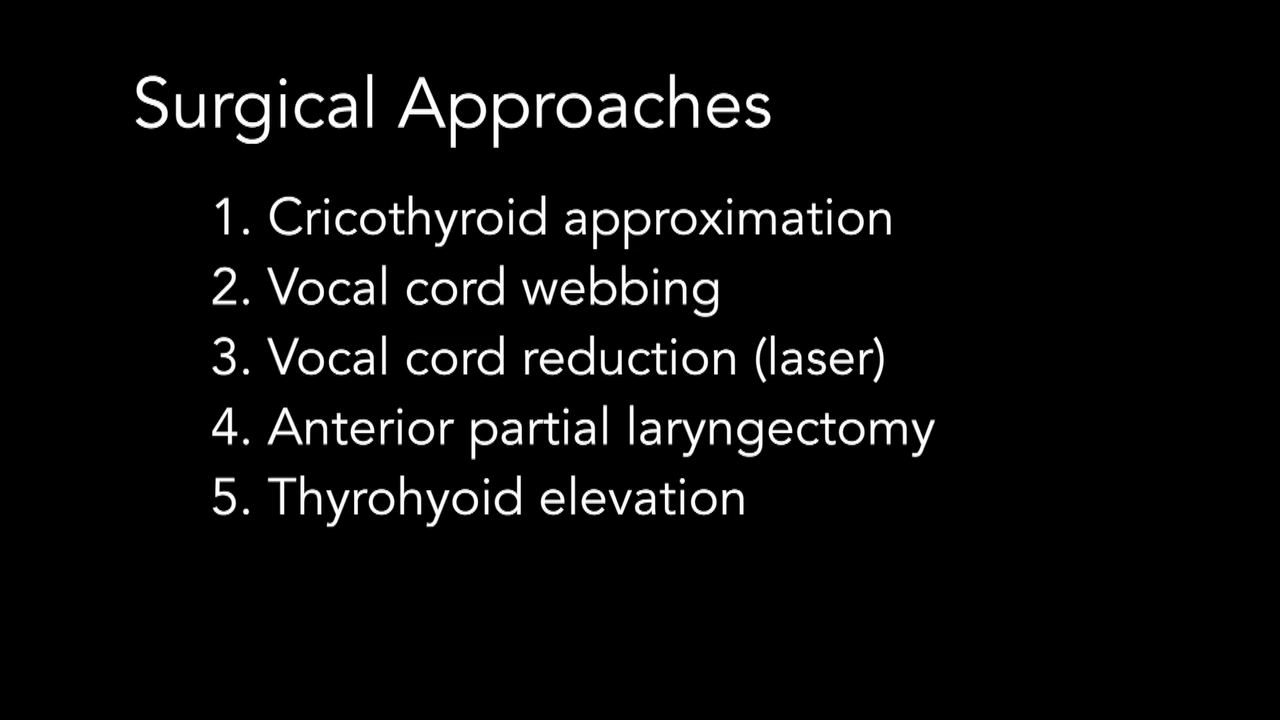 Surgical Approaches
1. Cricothyroid approximation
2. Vocal cord webbing
3. Vocal cord reduction (laser)
4. Anterior partial laryngectomy
5. Thyrohyoid elevation